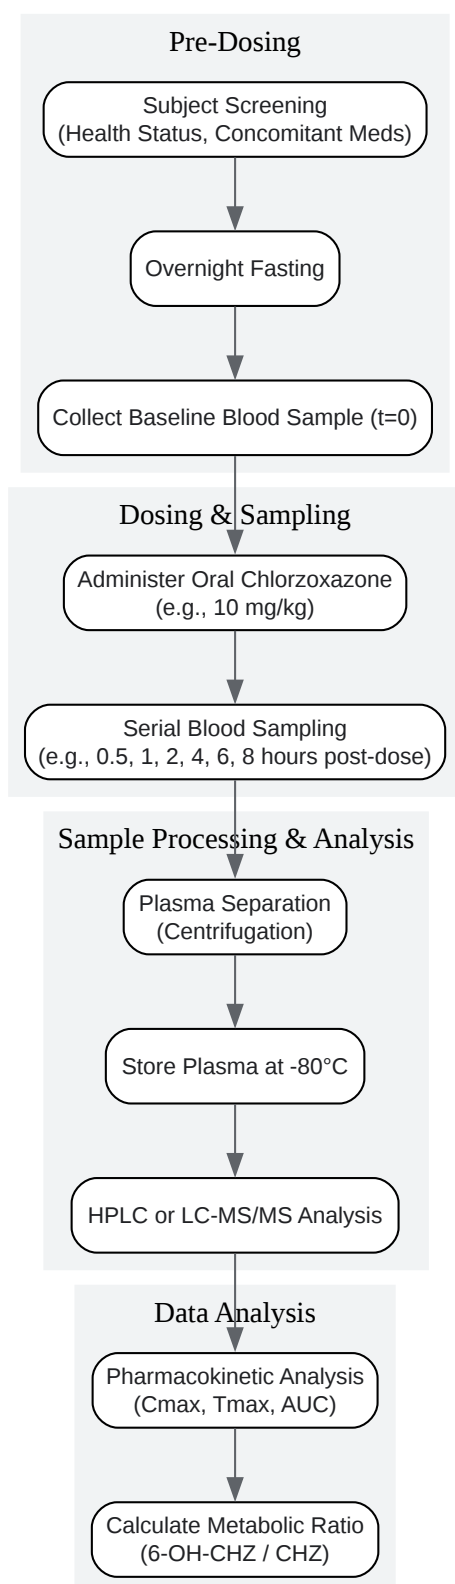 Pre-Dosing
Subject Screening
(Health Status, Concomitant Meds)
Overnight Fasting
Collect Baseline Blood Sample (t=0)
Dosing & Sampling
Administer Oral Chlorzoxazone
(e.g., 10 mg/kg)
Serial Blood Sampling
(e.g., 0.5, 1, 2, 4, 6, 8 hours post-dose)
Sample Processing & Analysis
Plasma Separation
(Centrifugation)
Store Plasma at -80°C
HPLC or LC-MS/MS Analysis
Data Analysis
Pharmacokinetic Analysis
(Cmax, Tmax, AUC)
Calculate Metabolic Ratio
(6-OH-CHZ / CHZ)